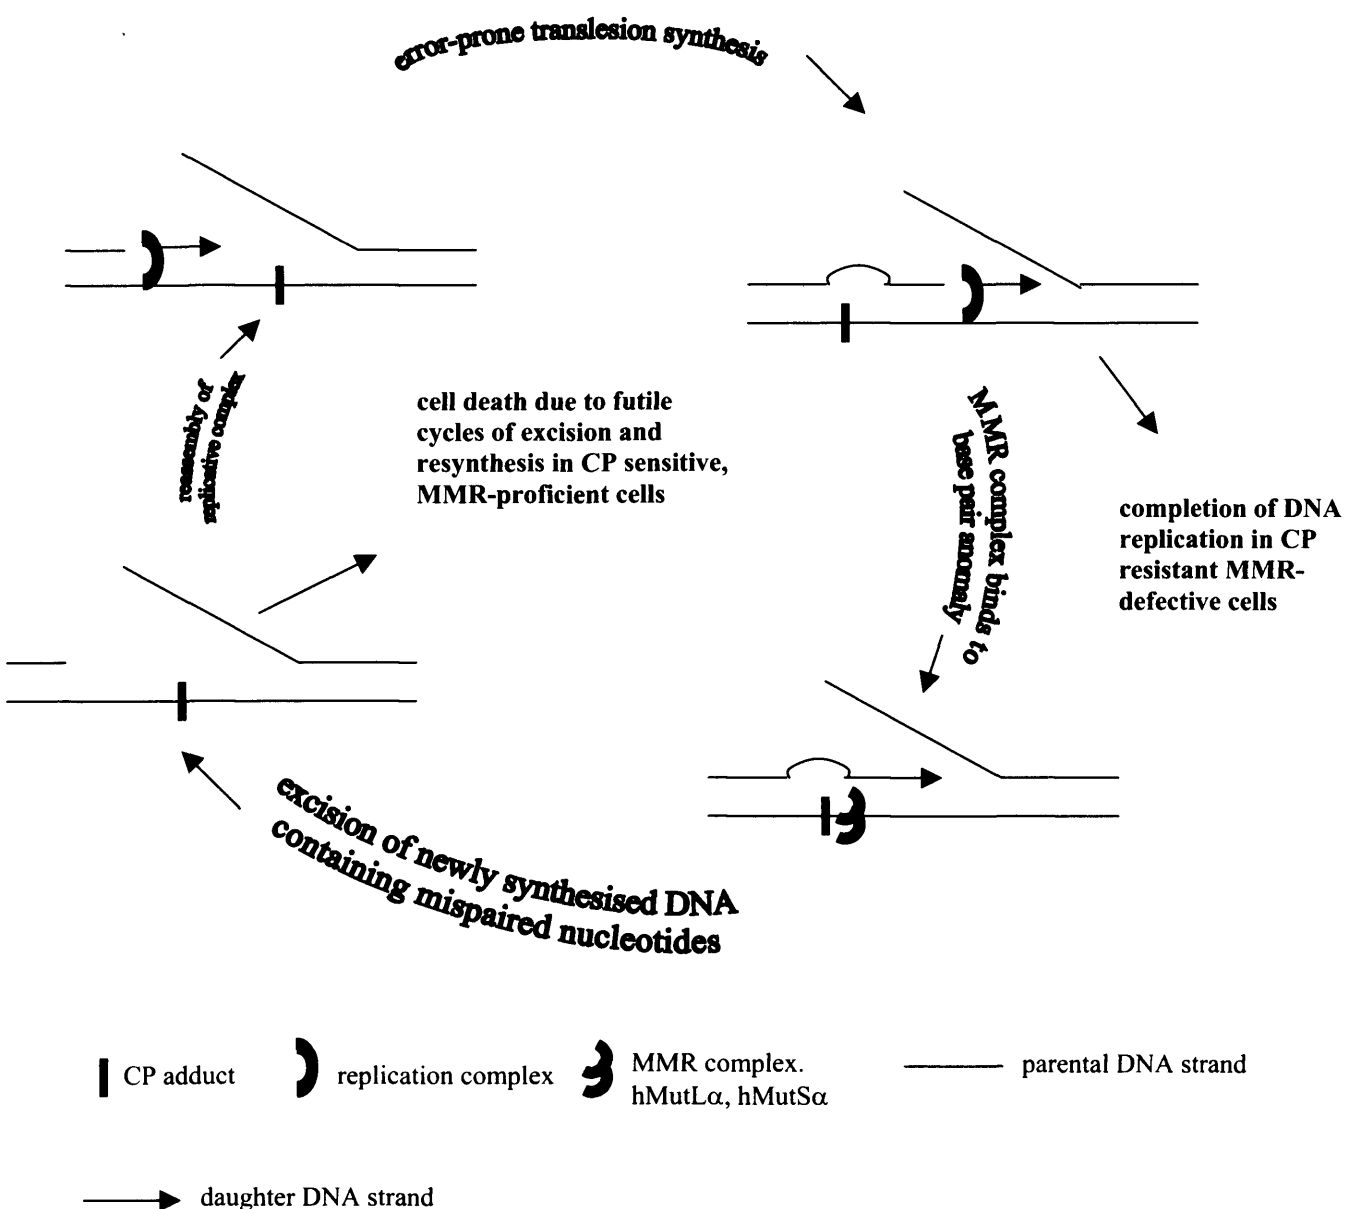 error-prone translesion synthesis
reassembly of
replicative complex
cell death due to futile
cycles of excision and
resynthesis in CP sensitive,
MMR-proficient cells
MMR complex binds to
base pair anomaly
completion of DNA
replication in CP
resistant MMR-
defective cells
excision of newly synthesised DNA
containing mispaired nucleotides
CP adduct
replication complex
MMR complex.
hMutLα, hMutSα
parental DNA strand
daughter DNA strand